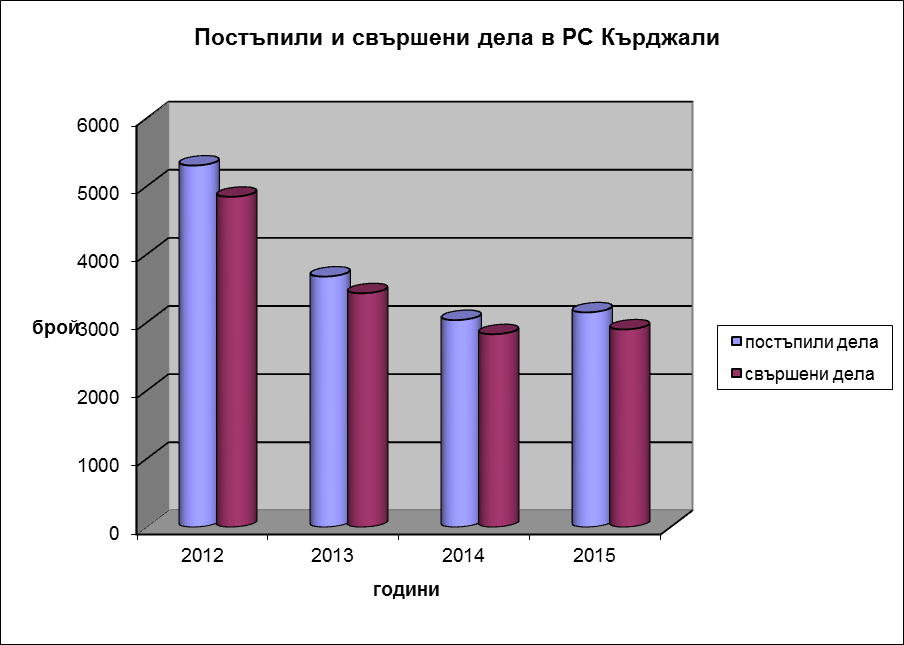 Постъпили и свършени дела в РС Кърджали
6000
5000
4000
3000
2000
1000
0
брой
2012 2013 2014 2015
години
постъпили дела
свършени дела